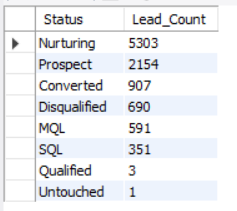 Status Lead_Count
Nurturing 5303
Prospect 2154
Converted 907
Disqualified 690
MQL 591
SQL 351
Qualified 3
Untouched 1